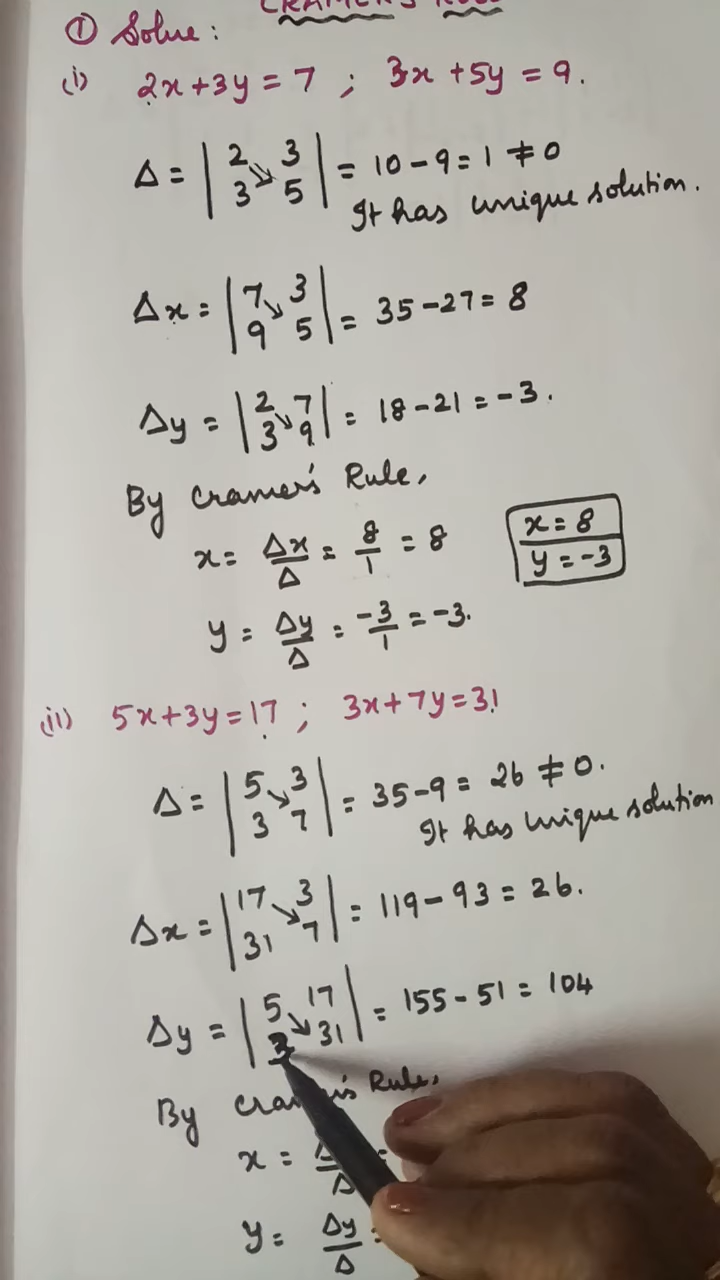 CRAMER'S RULE
① Solve :
(i) 2x+3y=7 ; 3x+5y=9.
Δ = | 2 3 | = 10-9=1 ≠0
| 3 5 |
It has unique solution.
Δx = | 7 3 | = 35-27=8
| 9 5 |
Δy = | 2 7 | = 18-21=-3.
| 3 9 |
By Cramer's Rule,
x = Δx/Δ = 8/1 = 8
x=8
y=-3
y = Δy/Δ = -3/1 = -3.
(ii) 5x+3y=17 ; 3x+7y=31
Δ = | 5 3 | = 35-9 = 26 ≠0.
| 3 7 |
It has unique solution
Δx = | 17 3 | = 119-93 = 26.
| 31 7 |
Δy = | 5 17 | = 155-51 = 104
| 3 31 |
By Rule,
x = =
y = Δy/Δ =